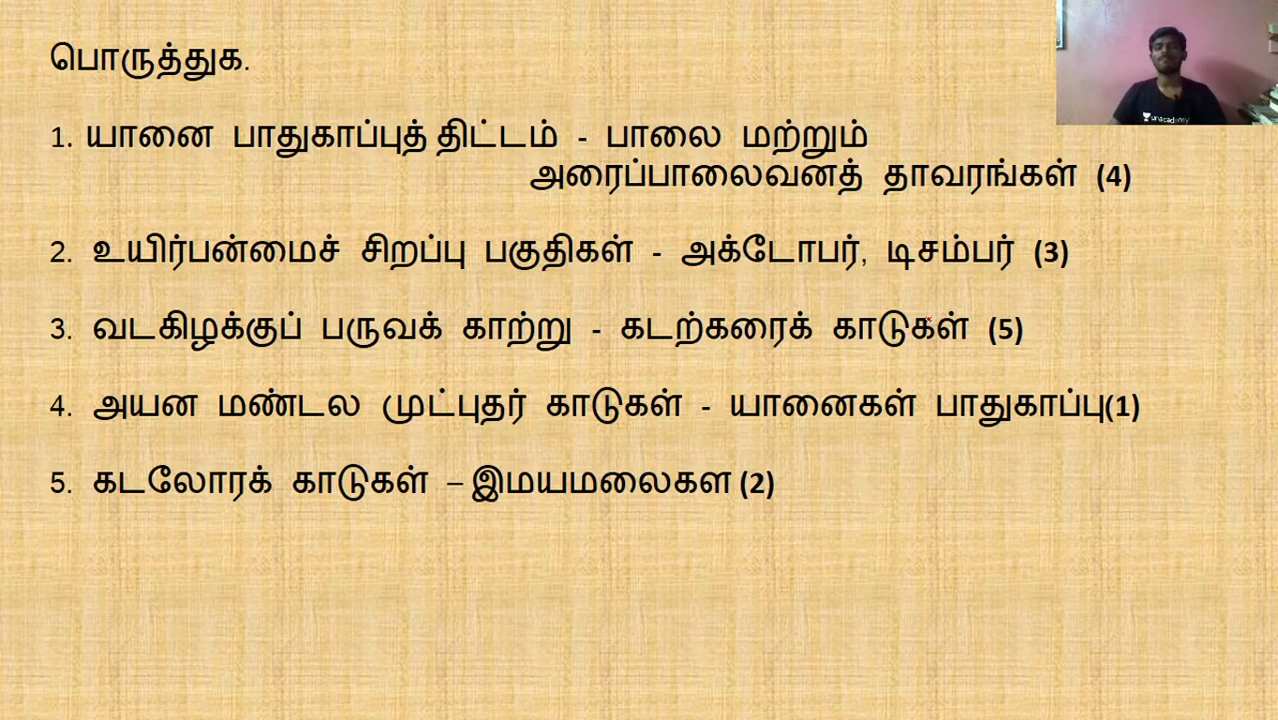 பொருத்துக.
1. யானை பாதுகாப்புத் திட்டம் - பாலை மற்றும்
அரைப்பாலைவனத் தாவரங்கள் (4)
2. உயிர்பன்மைச் சிறப்பு பகுதிகள் - அக்டோபர், டிசம்பர் (3)
3. வடகிழக்குப் பருவக் காற்று - கடற்கரைக் காடுகள் (5)
4. அயன மண்டல முட்புதர் காடுகள் - யானைகள் பாதுகாப்பு(1)
5. கடலோரக் காடுகள் – இமயமலைகள (2)
unacademy